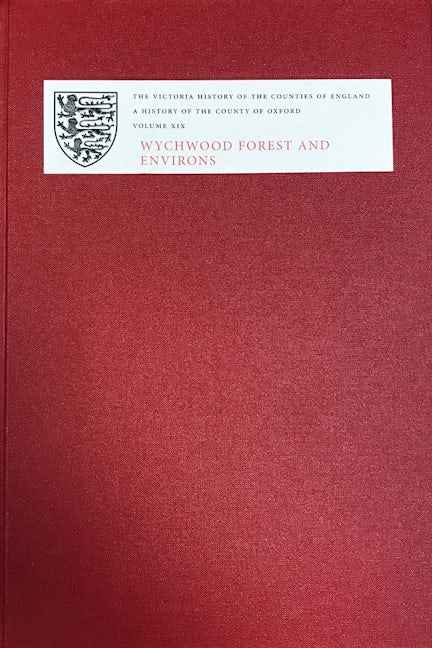 THE VICTORIA HISTORY OF THE COUNTIES OF ENGLAND
A HISTORY OF THE COUNTY OF OXFORD
VOLUME XIX
WYCHWOOD FOREST AND
ENVIRONS